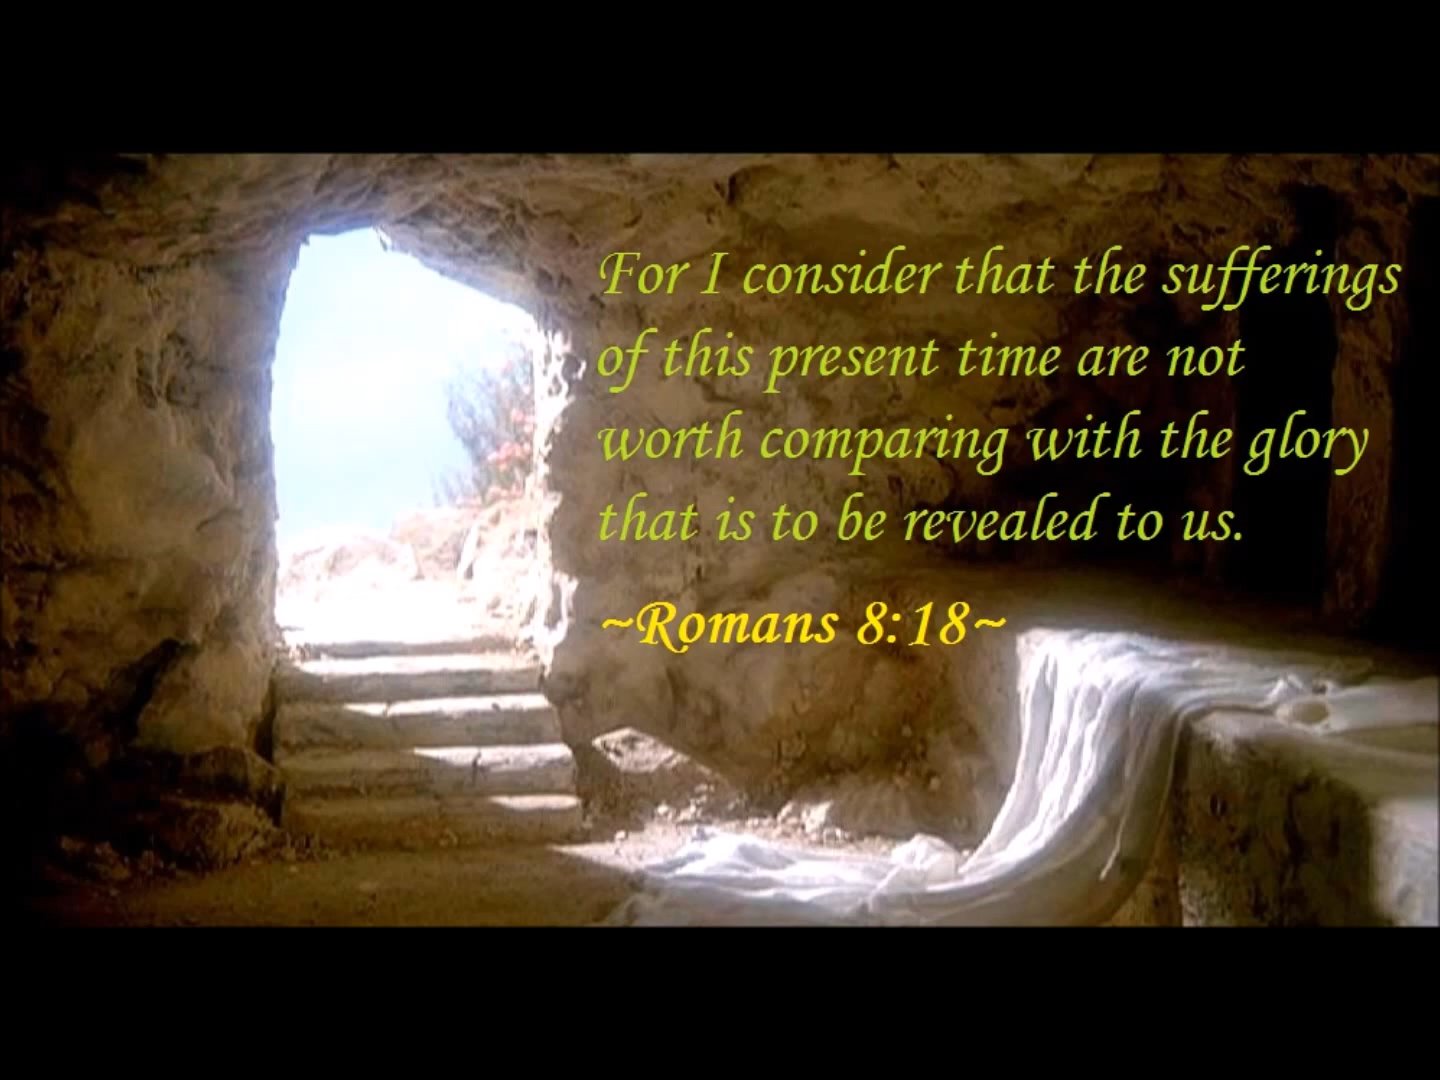 For I consider that the sufferings
of this present time are not
worth comparing with the glory
that is to be revealed to us.
~Romans 8:18~